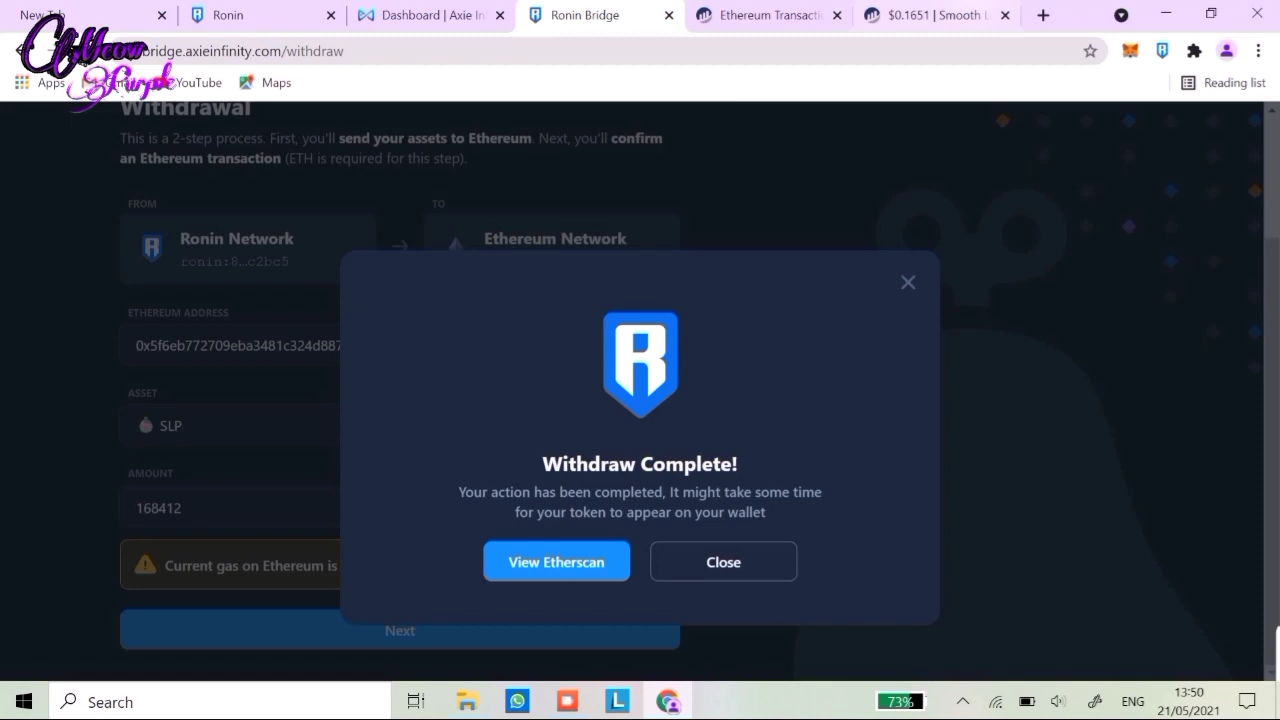 New Tab
Ronin
Dashboard | Axie In
Ronin Bridge
Ethereum Transactic
$0.1651 | Smooth L
bridge.axieinfinity.com/withdraw
CMeow
Purple
Apps
Gmail
YouTube
Maps
Reading list
Withdrawal
This is a 2-step process. First, you'll send your assets to Ethereum. Next, you'll confirm
an Ethereum transaction (ETH is required for this step).
FROM
TO
Ronin Network
ronin:8…c2bc5
Ethereum Network
ETHEREUM ADDRESS
0x5f6eb772709eba3481c324d887
ASSET
SLP
AMOUNT
168412
Current gas on Ethereum is
Next
Withdraw Complete!
Your action has been completed, It might take some time
for your token to appear on your wallet
View Etherscan
Close
Search
73%
ENG
13:50
21/05/2021